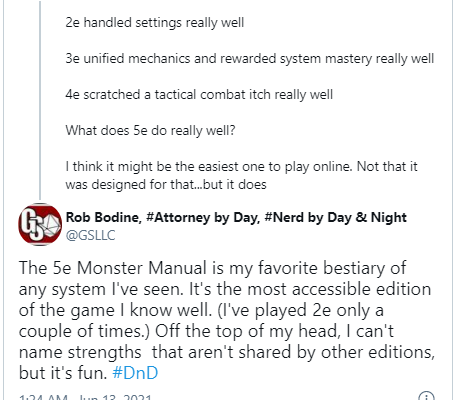 2e handled settings really well
3e unified mechanics and rewarded system mastery really well
4e scratched a tactical combat itch really well
What does 5e do really well?
I think it might be the easiest one to play online. Not that it
was designed for that...but it does
GSLLC
Rob Bodine, #Attorney by Day, #Nerd by Day & Night
@GSLLC
The 5e Monster Manual is my favorite bestiary of
any system I've seen. It's the most accessible edition
of the game I know well. (I've played 2e only a
couple of times.) Off the top of my head, I can't
name strengths that aren't shared by other editions,
but it's fun. #DnD
1:24 AM · Jun 13, 2021